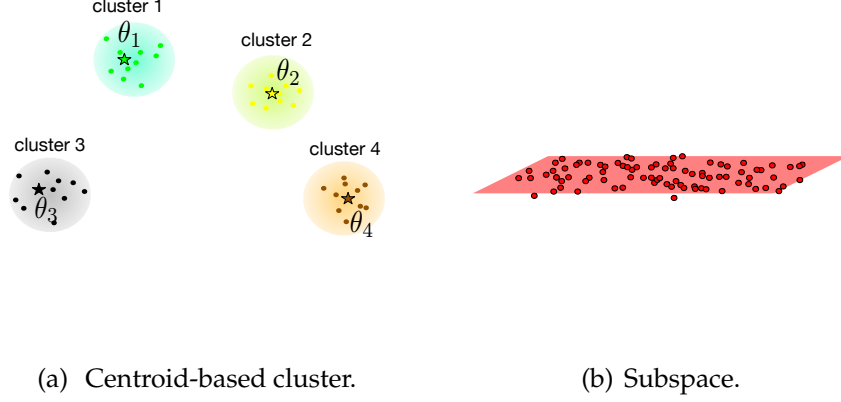 cluster 1
θ₁
cluster 2
θ₂
cluster 3
θ₃
cluster 4
θ₄
(a) Centroid-based cluster.
(b) Subspace.